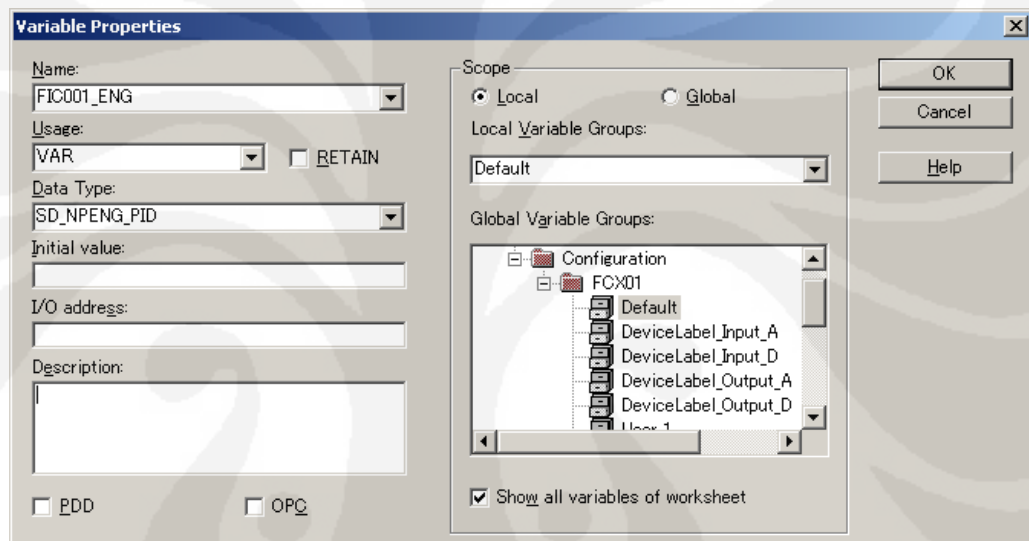 Variable Properties
Name:
FIC001_ENG
Usage:
VAR
RETAIN
Data Type:
SD_NPENG_PID
Initial value:
I/O address:
Description:
PDD
OPC
Scope
Local
Global
Local Variable Groups:
Default
Global Variable Groups:
Configuration
FCX01
Default
DeviceLabel_Input_A
DeviceLabel_Input_D
DeviceLabel_Output_A
DeviceLabel_Output_D
User 1
Show all variables of worksheet
OK
Cancel
Help